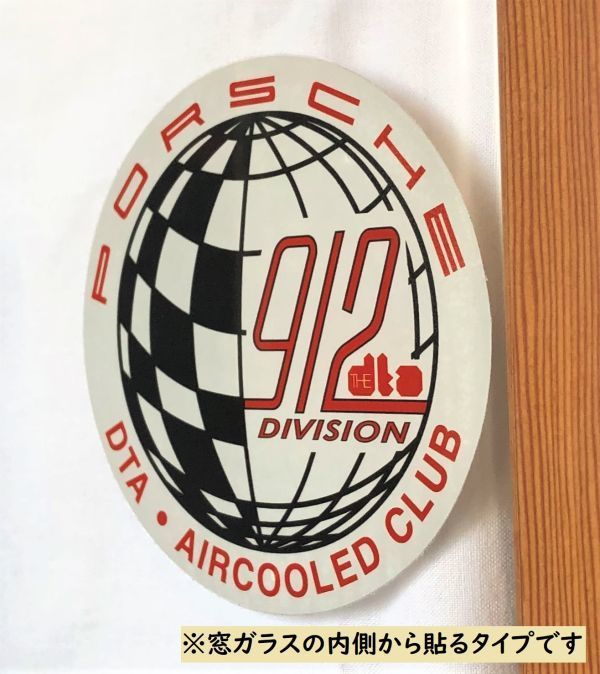 PORSCHE
912
THE dta
DIVISION
DTA • AIRCOOLED CLUB
※窓ガラスの内側から貼るタイプです